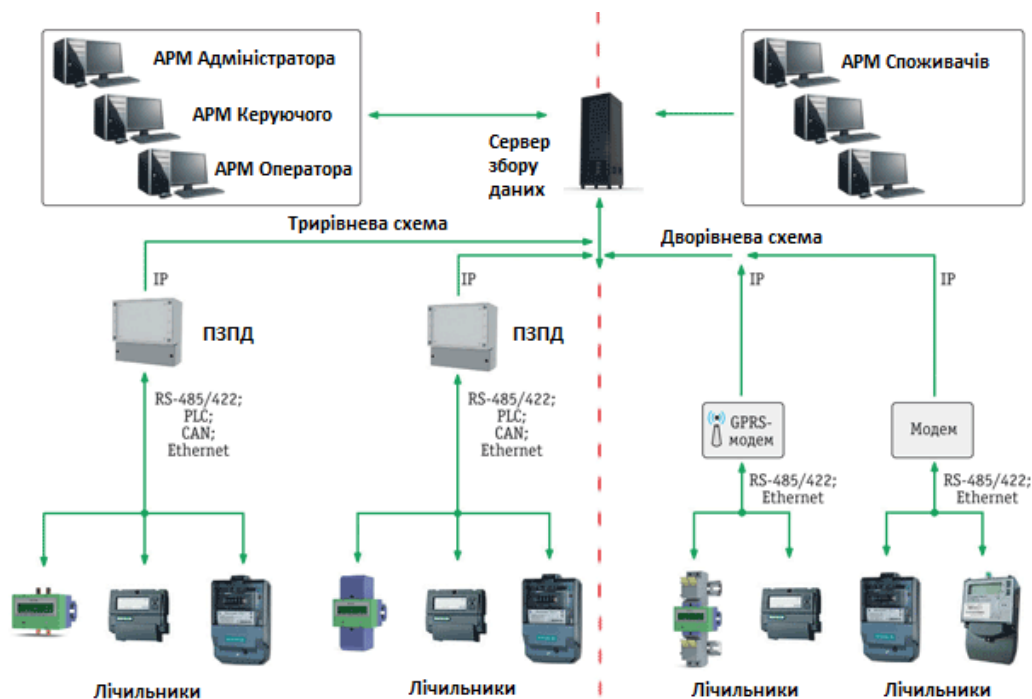 АРМ Адміністратора
АРМ Керуючого
АРМ Оператора
Сервер
збору
даних
АРМ Споживачів
Трирівнева схема
Дворівнева схема
IP
IP
IP
IP
ПЗПД
ПЗПД
RS-485/422;
PLC;
CAN;
Ethernet
RS-485/422;
PLC;
CAN;
Ethernet
GPRS-
модем
Модем
RS-485/422;
Ethernet
RS-485/422;
Ethernet
Лічильники
Лічильники
Лічильники
Лічильники